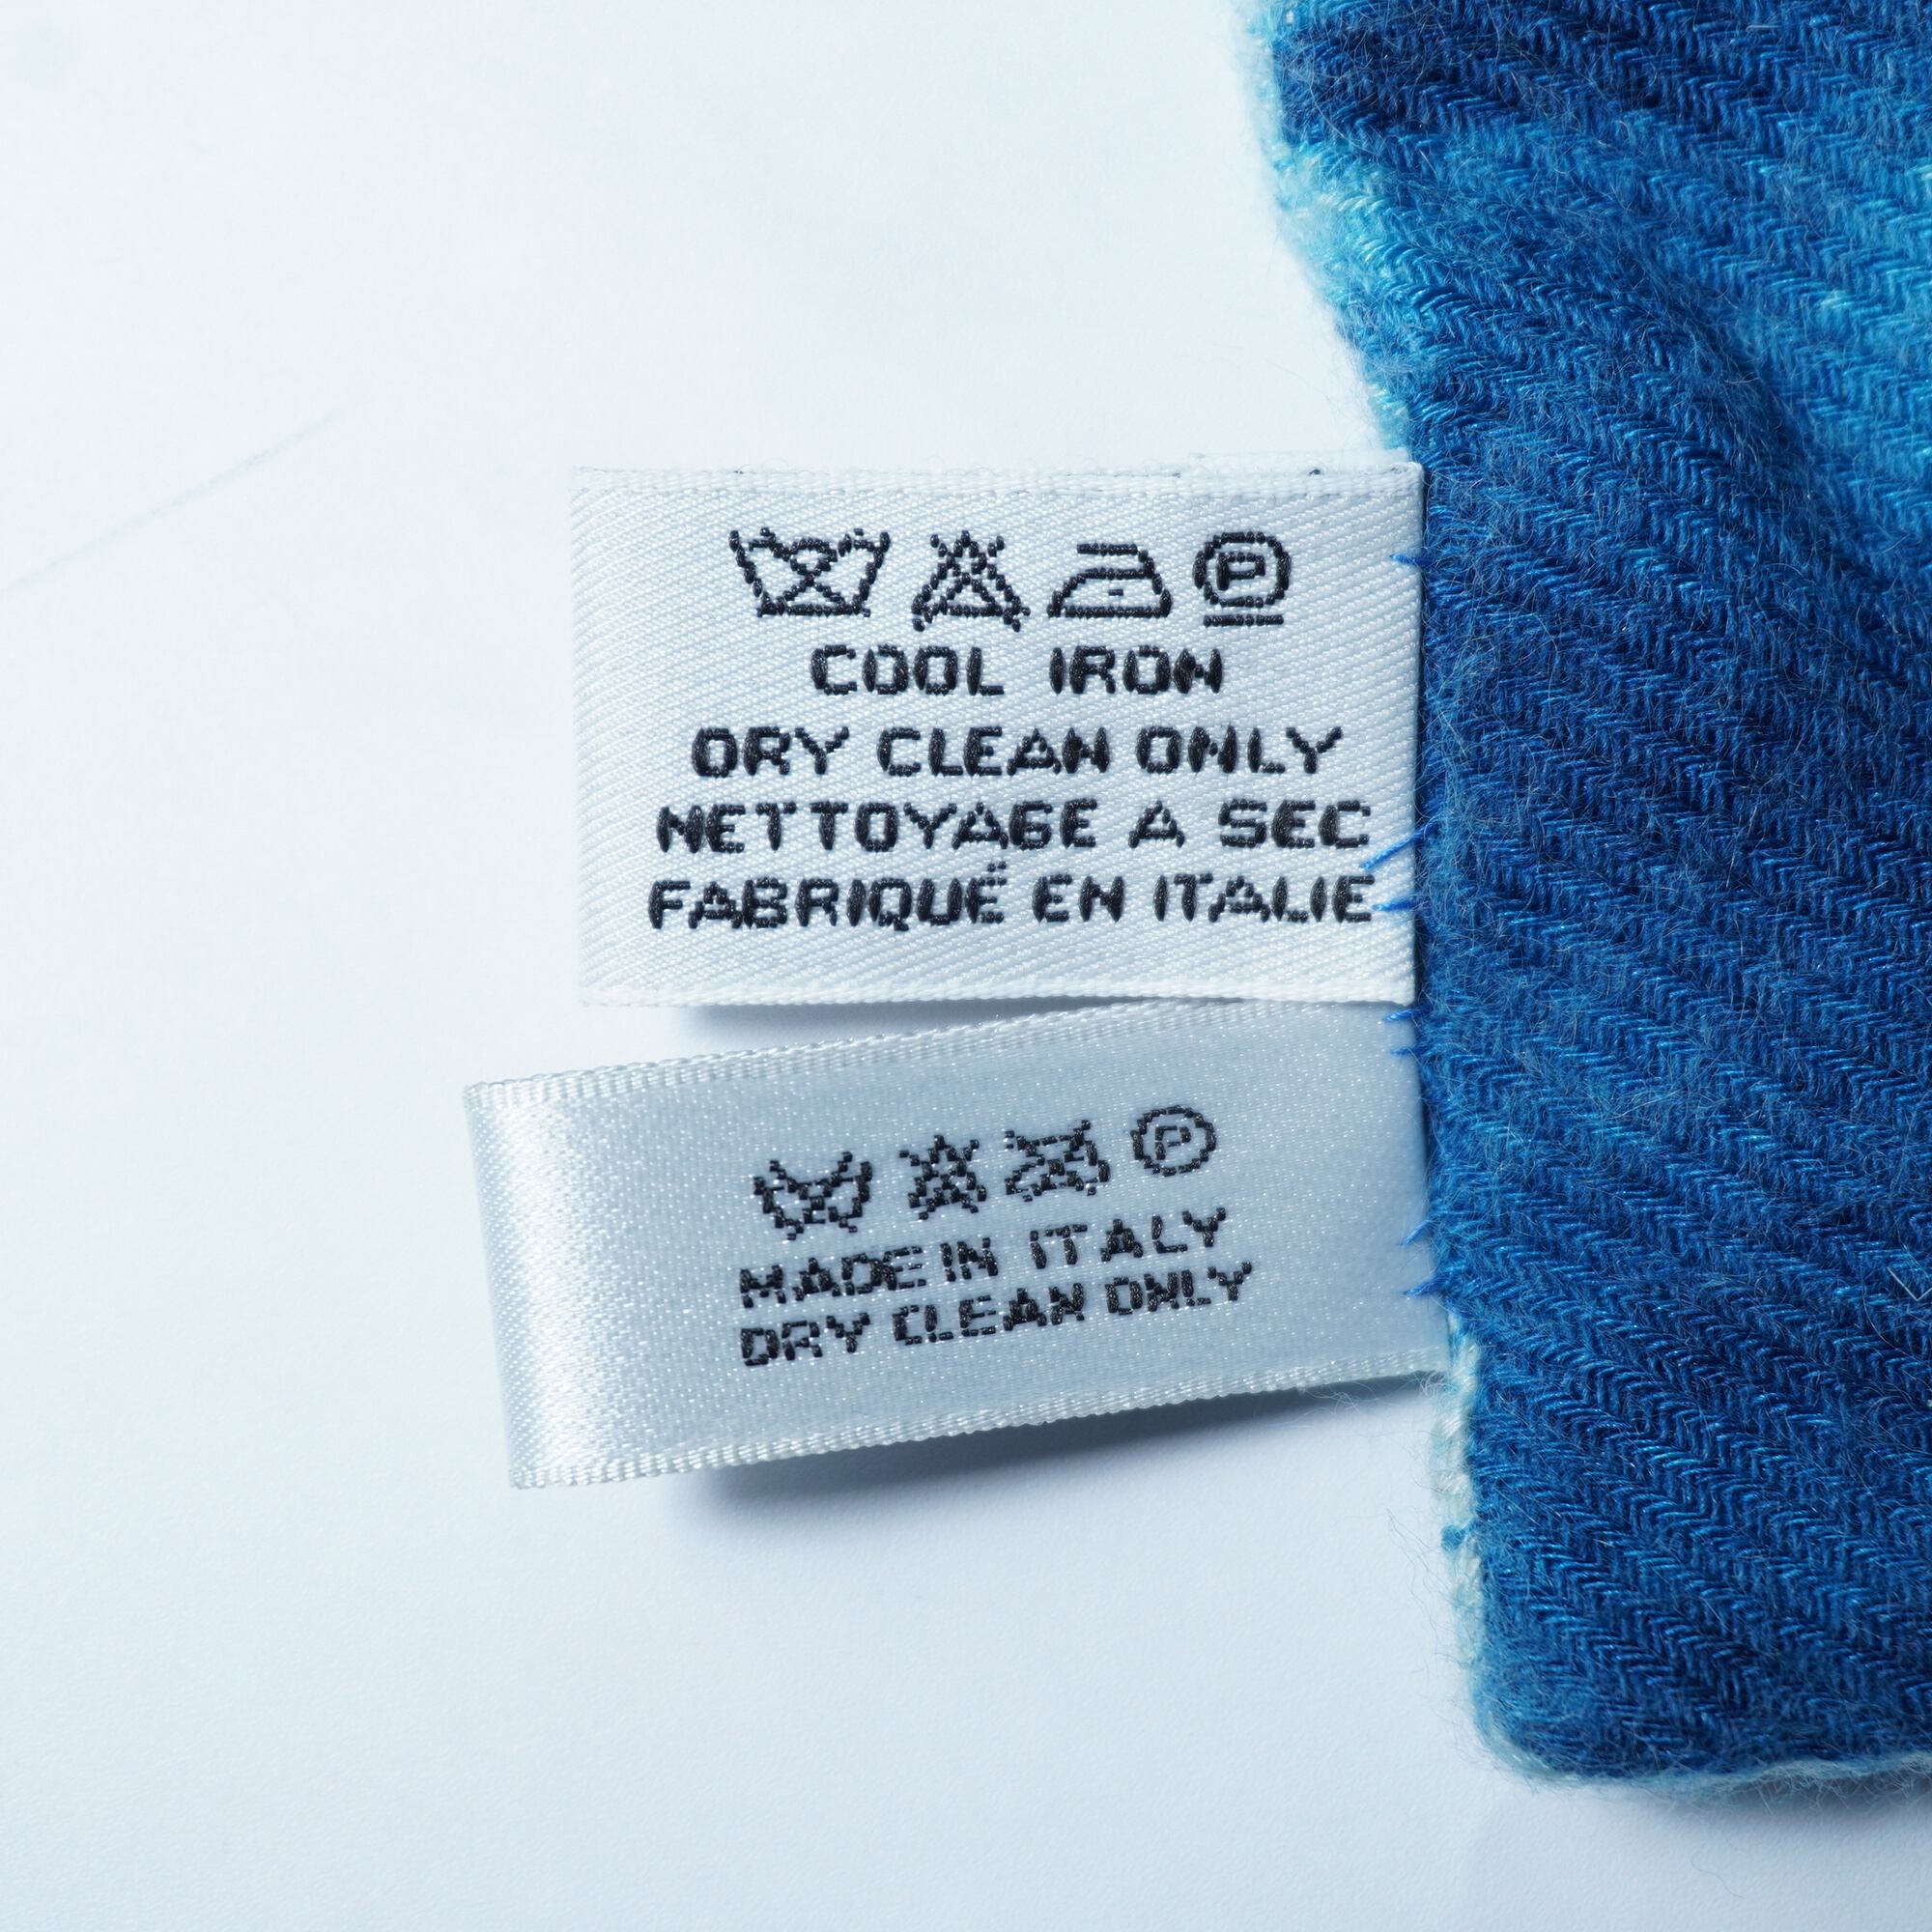 P
COOL IRON
DRY CLEAN ONLY
NETTOYAGE A SEC
FABRIQUÉ EN ITALIE
P
MADE IN ITALY
DRY CLEAN ONLY